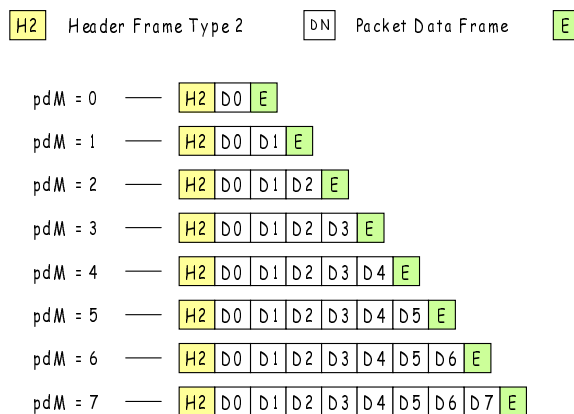 H2 Header Frame Type 2 DN Packet Data Frame E
pdM = 0 H2 D0 E
pdM = 1 H2 D0 D1 E
pdM = 2 H2 D0 D1 D2 E
pdM = 3 H2 D0 D1 D2 D3 E
pdM = 4 H2 D0 D1 D2 D3 D4 E
pdM = 5 H2 D0 D1 D2 D3 D4 D5 E
pdM = 6 H2 D0 D1 D2 D3 D4 D5 D6 E
pdM = 7 H2 D0 D1 D2 D3 D4 D5 D6 D7 E